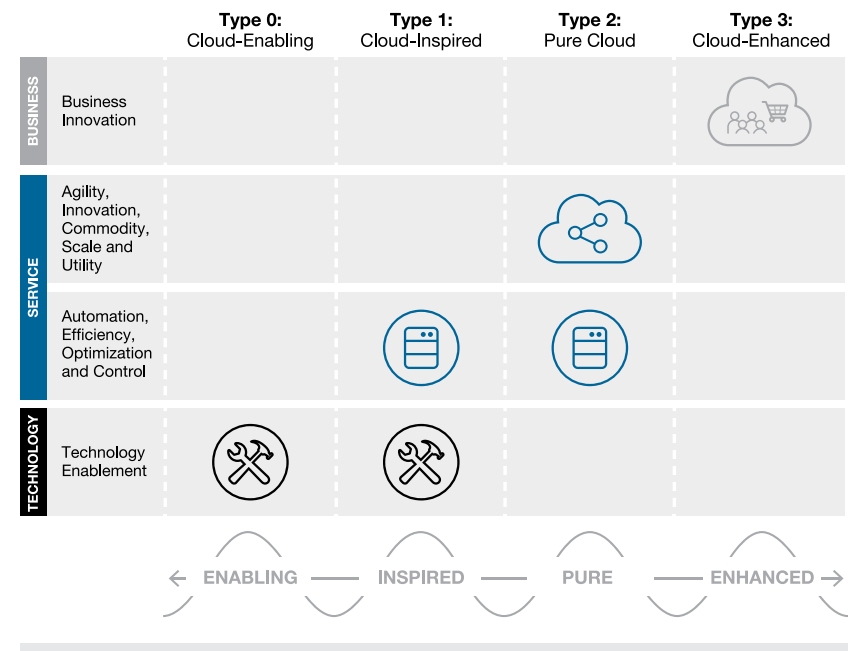 Type 0:
Cloud-Enabling
Type 1:
Cloud-Inspired
Type 2:
Pure Cloud
Type 3:
Cloud-Enhanced
BUSINESS
Business
Innovation
SERVICE
Agility,
Innovation,
Commodity,
Scale and
Utility
Automation,
Efficiency,
Optimization
and Control
TECHNOLOGY
Technology
Enablement
ENABLING
INSPIRED
PURE
ENHANCED